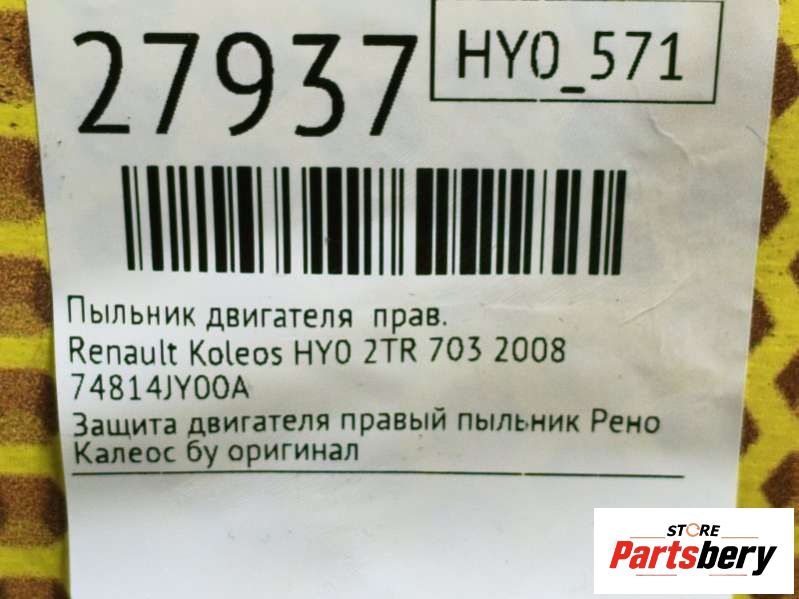 27937
HY0_571
Пыльник двигателя прав.
Renault Koleos HY0 2TR 703 2008
74814JY00A
Защита двигателя правый пыльник Рено
Калеос бу оригинал
STORE
Partsbery